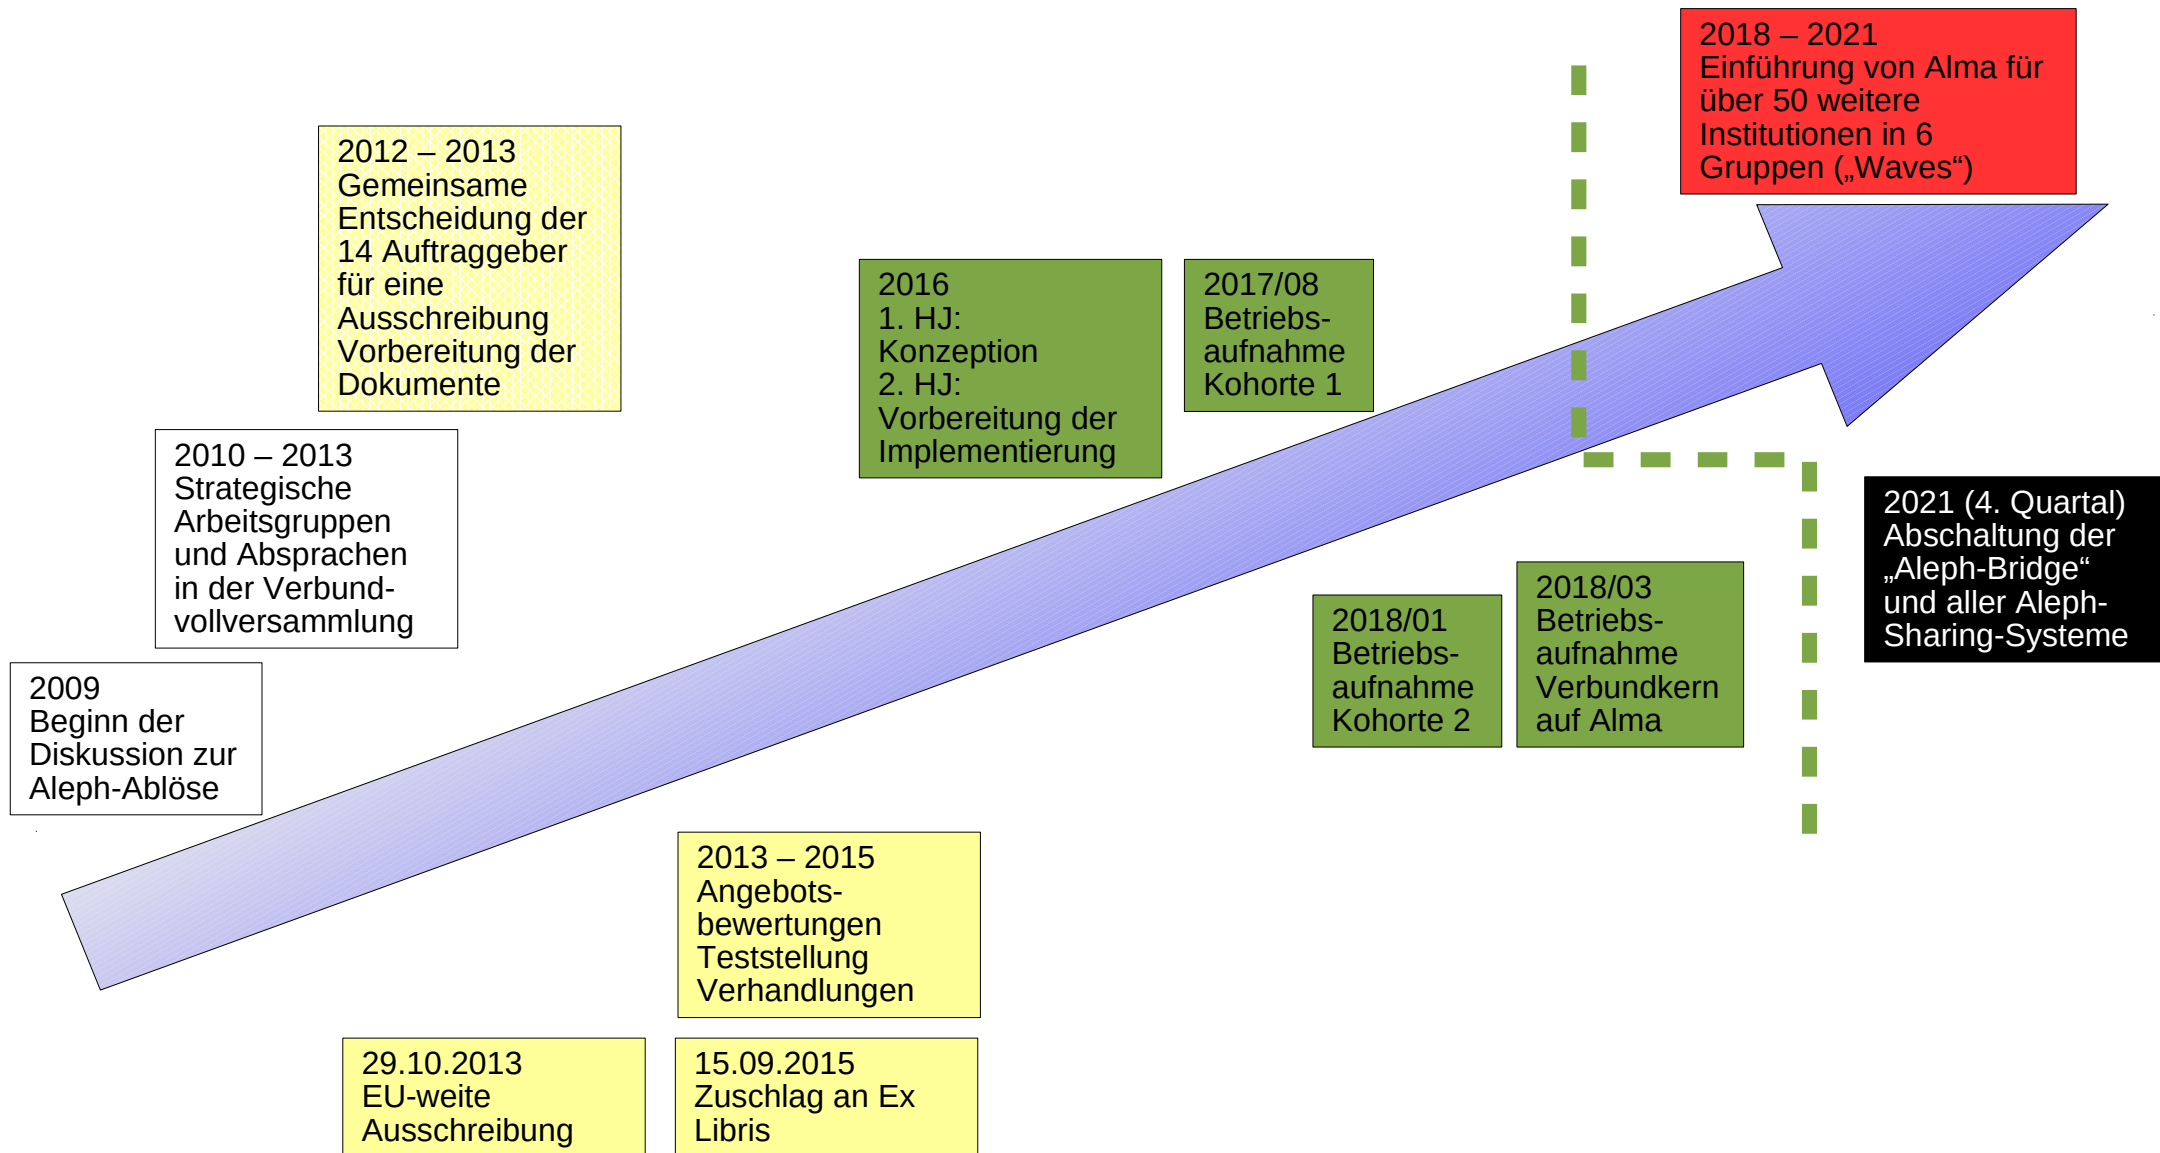 2009
Beginn der
Diskussion zur
Aleph-Ablöse
2010 – 2013
Strategische
Arbeitsgruppen
und Absprachen
in der Verbund-
vollversammlung
2012 – 2013
Gemeinsame
Entscheidung der
14 Auftraggeber
für eine
Ausschreibung
Vorbereitung der
Dokumente
29.10.2013
EU-weite
Ausschreibung
2013 – 2015
Angebots-
bewertungen
Teststellung
Verhandlungen
15.09.2015
Zuschlag an Ex
Libris
2016
1. HJ:
Konzeption
2. HJ:
Vorbereitung der
Implementierung
2017/08
Betriebs-
aufnahme
Kohorte 1
2018/01
Betriebs-
aufnahme
Kohorte 2
2018/03
Betriebs-
aufnahme
Verbundkern
auf Alma
2018 – 2021
Einführung von Alma für
über 50 weitere
Institutionen in 6
Gruppen („Waves“)
2021 (4. Quartal)
Abschaltung der
„Aleph-Bridge“
und aller Aleph-
Sharing-Systeme